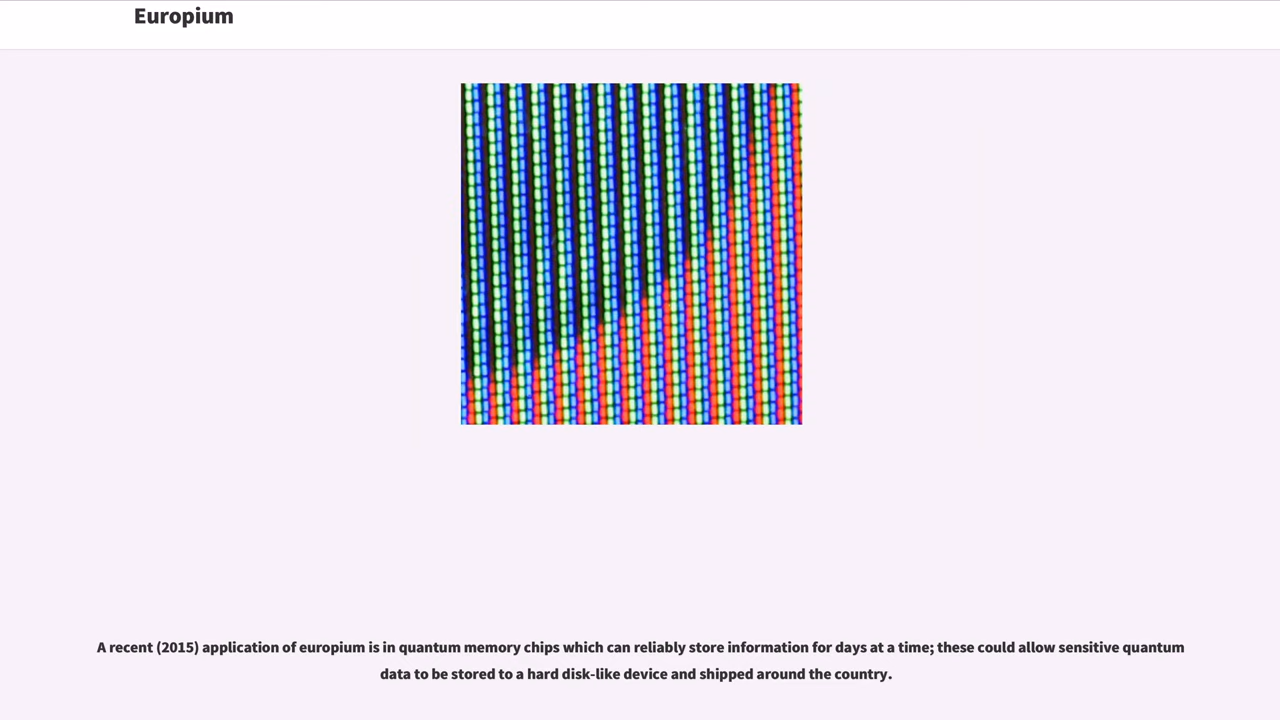 Europium
A recent (2015) application of europium is in quantum memory chips which can reliably store information for days at a time; these could allow sensitive quantum
data to be stored to a hard disk-like device and shipped around the country.